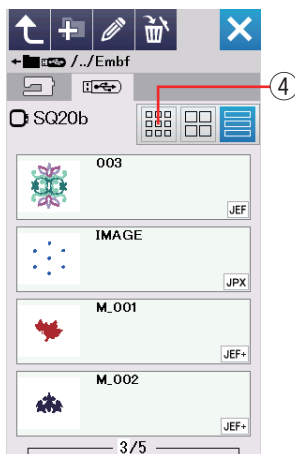 /../Embf
4
SQ20b
003
JEF
IMAGE
JPX
M_001
JEF+
M_002
JEF+
3/5